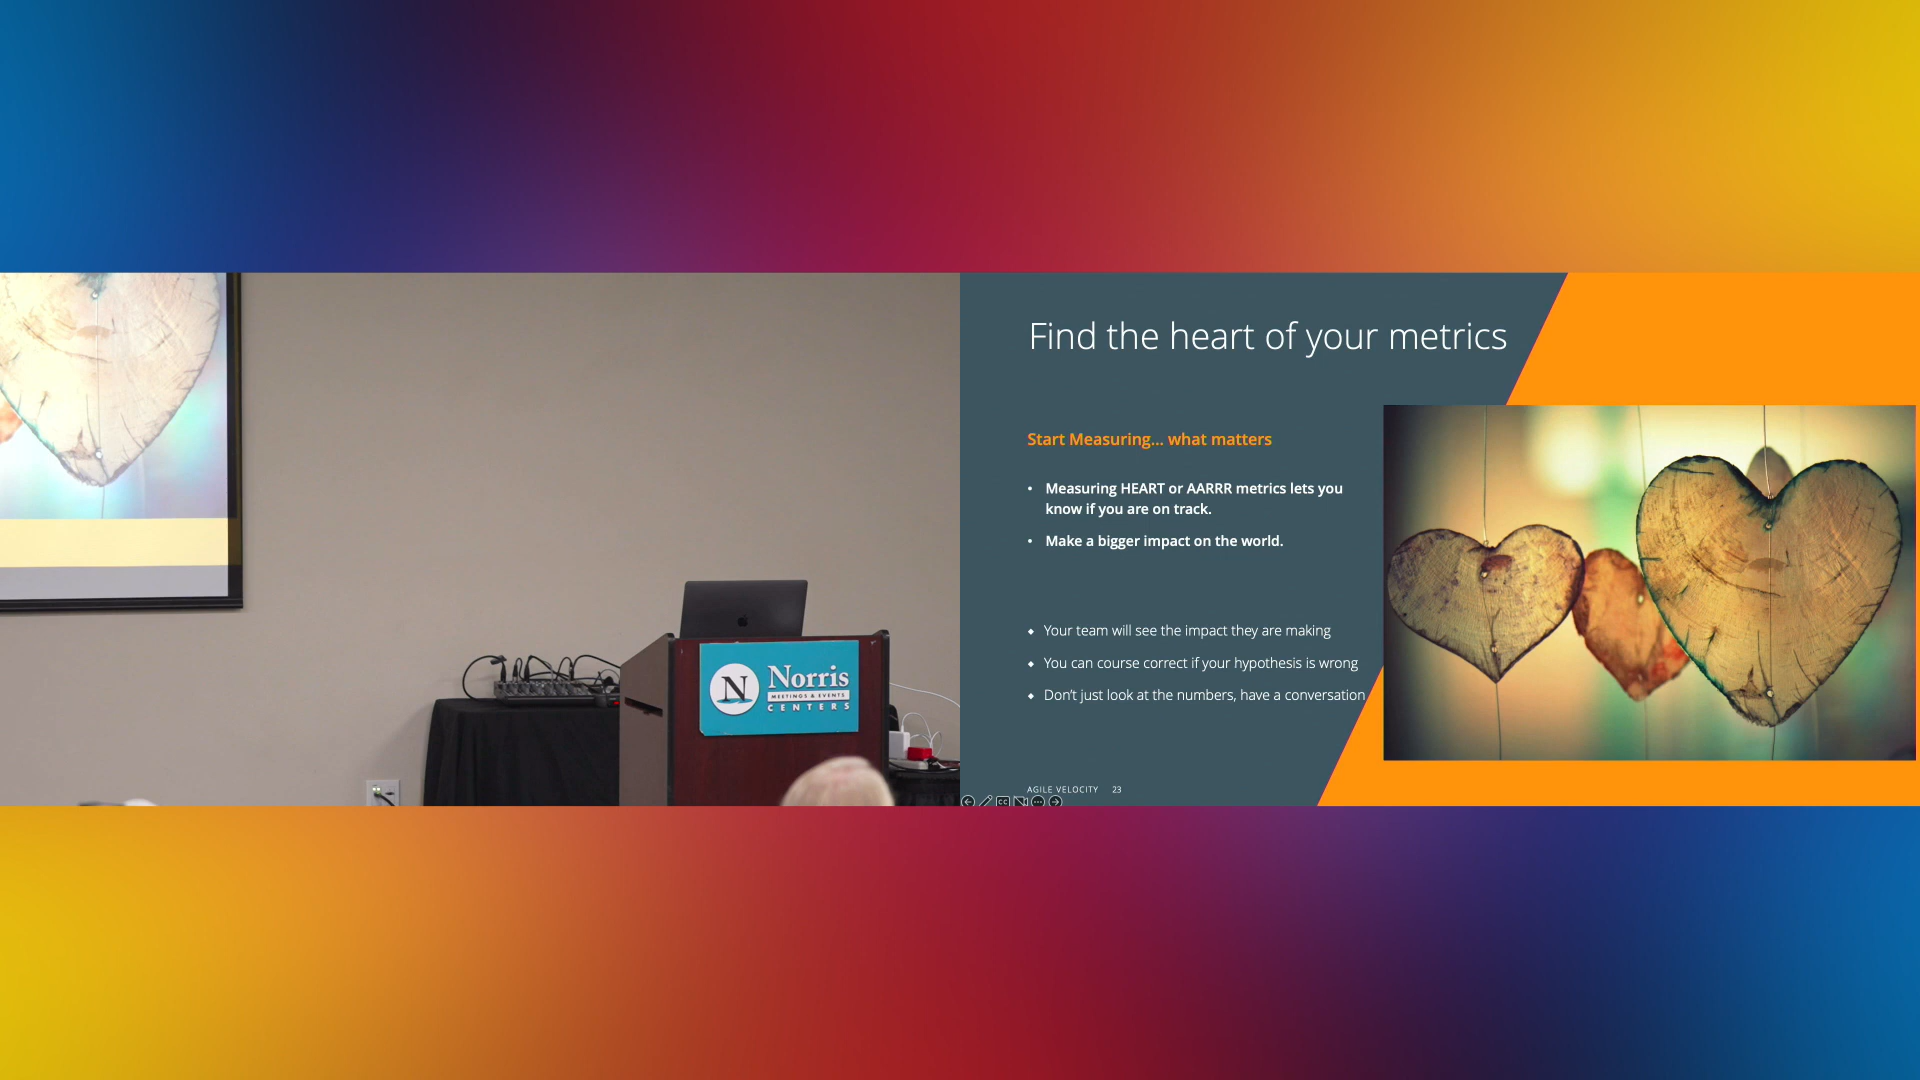 N Norris
MEETINGS & EVENTS
CENTERS
Find the heart of your metrics
Start Measuring... what matters
• Measuring HEART or AARRR metrics lets you
know if you are on track.
• Make a bigger impact on the world.
◆ Your team will see the impact they are making
◆ You can course correct if your hypothesis is wrong
◆ Don't just look at the numbers, have a conversation
AGILE VELOCITY 23
CC